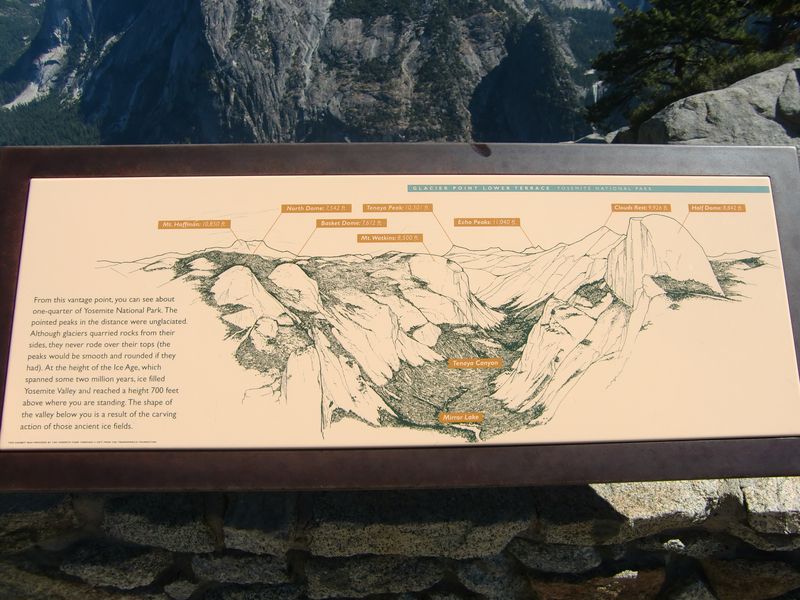 GLACIER POINT LOWER TERRACE YOSEMITE NATIONAL PARK
North Dome: 7,542 ft.
Tenaya Peak: 10,301 ft.
Clouds Rest: 9,926 ft.
Half Dome: 8,842 ft.
Mt. Hoffman: 10,850 ft.
Basket Dome: 7,612 ft.
Echo Peaks: 11,040 ft.
Mt. Watkins: 8,500 ft.
From this vantage point, you can see about
one-quarter of Yosemite National Park. The
pointed peaks in the distance were unglaciated.
Although glaciers quarried rocks from their
sides, they never rode over their tops (the
peaks would be smooth and rounded if they
had). At the height of the Ice Age, which
spanned some two million years, ice filled
Yosemite Valley and reached a height 700 feet
above where you are standing. The shape of
the valley below you is a result of the carving
action of those ancient ice fields.
Tenaya Canyon
Mirror Lake